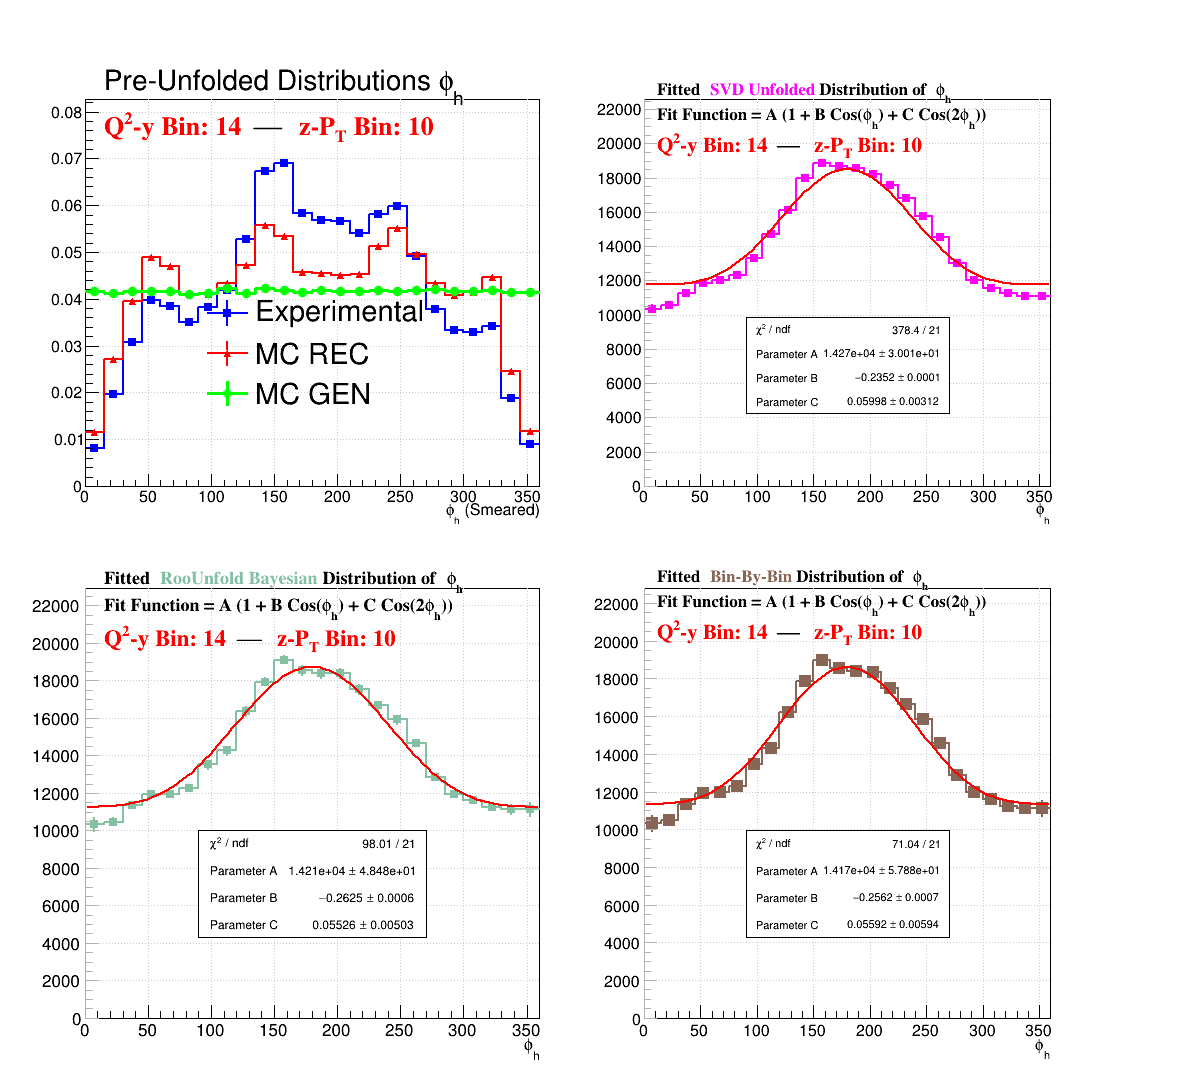 Pre-Unfolded Distributions ϕh
Q²-y Bin: 14 — z-PT Bin: 10
0.08
0.07
0.06
0.05
0.04
0.03
0.02
0.01
0
Experimental
MC REC
MC GEN
0 50 100 150 200 250 300 350
ϕh (Smeared)
Fitted SVD Unfolded Distribution of ϕh
Fit Function = A (1 + B Cos(ϕh) + C Cos(2ϕh))
Q²-y Bin: 14 — z-PT Bin: 10
22000
20000
18000
16000
14000
12000
10000
8000
6000
4000
2000
0
χ² / ndf 378.4 / 21
Parameter A 1.427e+04 ± 3.001e+01
Parameter B −0.2352 ± 0.0001
Parameter C 0.05998 ± 0.00312
0 50 100 150 200 250 300 350
ϕh
Fitted RooUnfold Bayesian Distribution of ϕh
Fit Function = A (1 + B Cos(ϕh) + C Cos(2ϕh))
Q²-y Bin: 14 — z-PT Bin: 10
22000
20000
18000
16000
14000
12000
10000
8000
6000
4000
2000
0
χ² / ndf 98.01 / 21
Parameter A 1.421e+04 ± 4.848e+01
Parameter B −0.2625 ± 0.0006
Parameter C 0.05526 ± 0.00503
0 50 100 150 200 250 300 350
ϕh
Fitted Bin-By-Bin Distribution of ϕh
Fit Function = A (1 + B Cos(ϕh) + C Cos(2ϕh))
Q²-y Bin: 14 — z-PT Bin: 10
22000
20000
18000
16000
14000
12000
10000
8000
6000
4000
2000
0
χ² / ndf 71.04 / 21
Parameter A 1.417e+04 ± 5.788e+01
Parameter B −0.2562 ± 0.0007
Parameter C 0.05592 ± 0.00594
0 50 100 150 200 250 300 350
ϕh